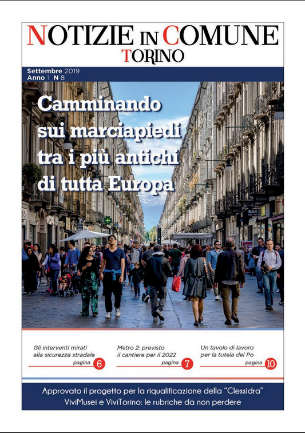 NOTIZIE IN COMUNE
TORINO
Settembre 2019
Anno 1 N 8
Camminando
sui marciapiedi
tra i più antichi
di tutta Europa
Gli interventi mirati
alla sicurezza stradale
pagina 6
Metro 2: previsto
il cantiere per il 2022
pagina 7
Un tavolo di lavoro
per la tutela del Po
pagina 10
Approvato il progetto per la riqualificazione della "Clessidra"
ViviMusei e ViviTorino: le rubriche da non perdere